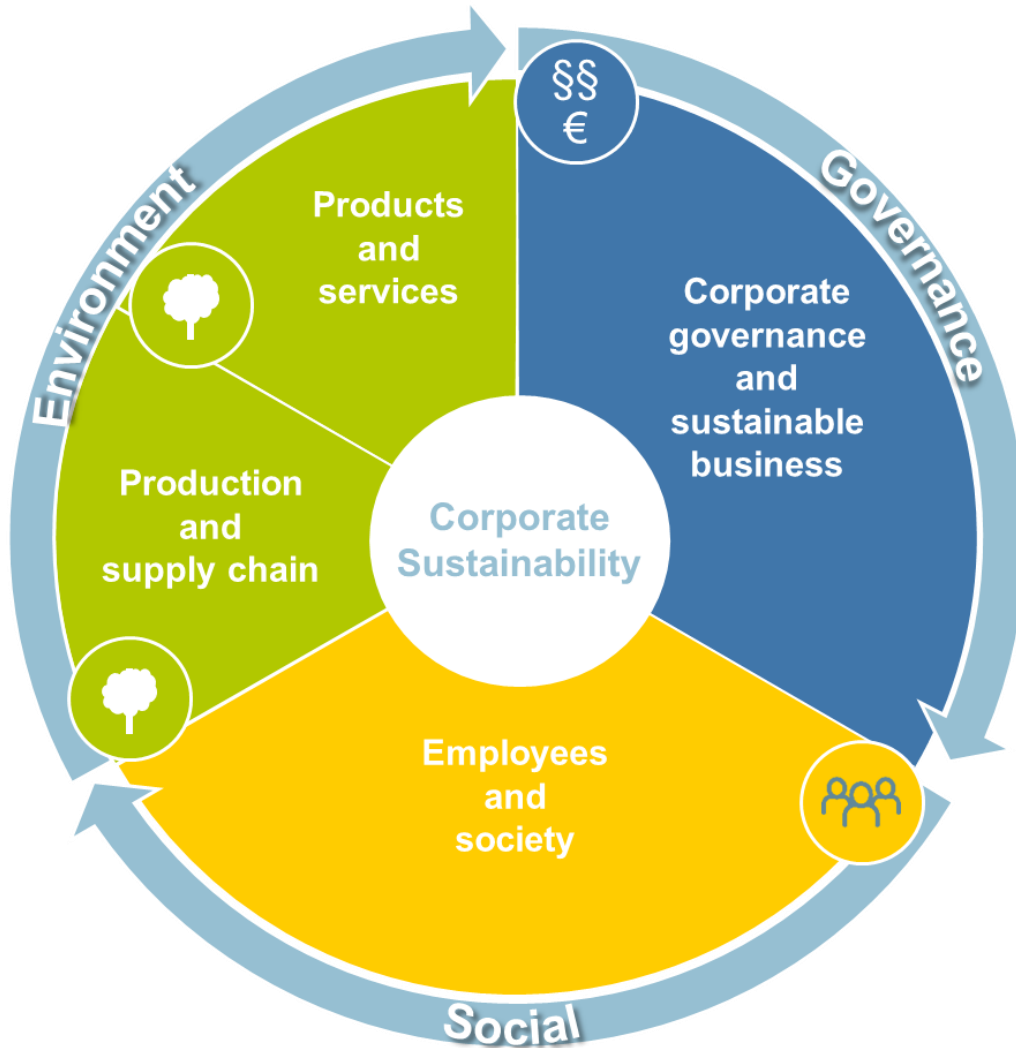 §§
€
Governance
Corporate
governance
and
sustainable
business
Employees
and
society
Social
Production
and
supply chain
Environment
Products
and
services
Corporate
Sustainability